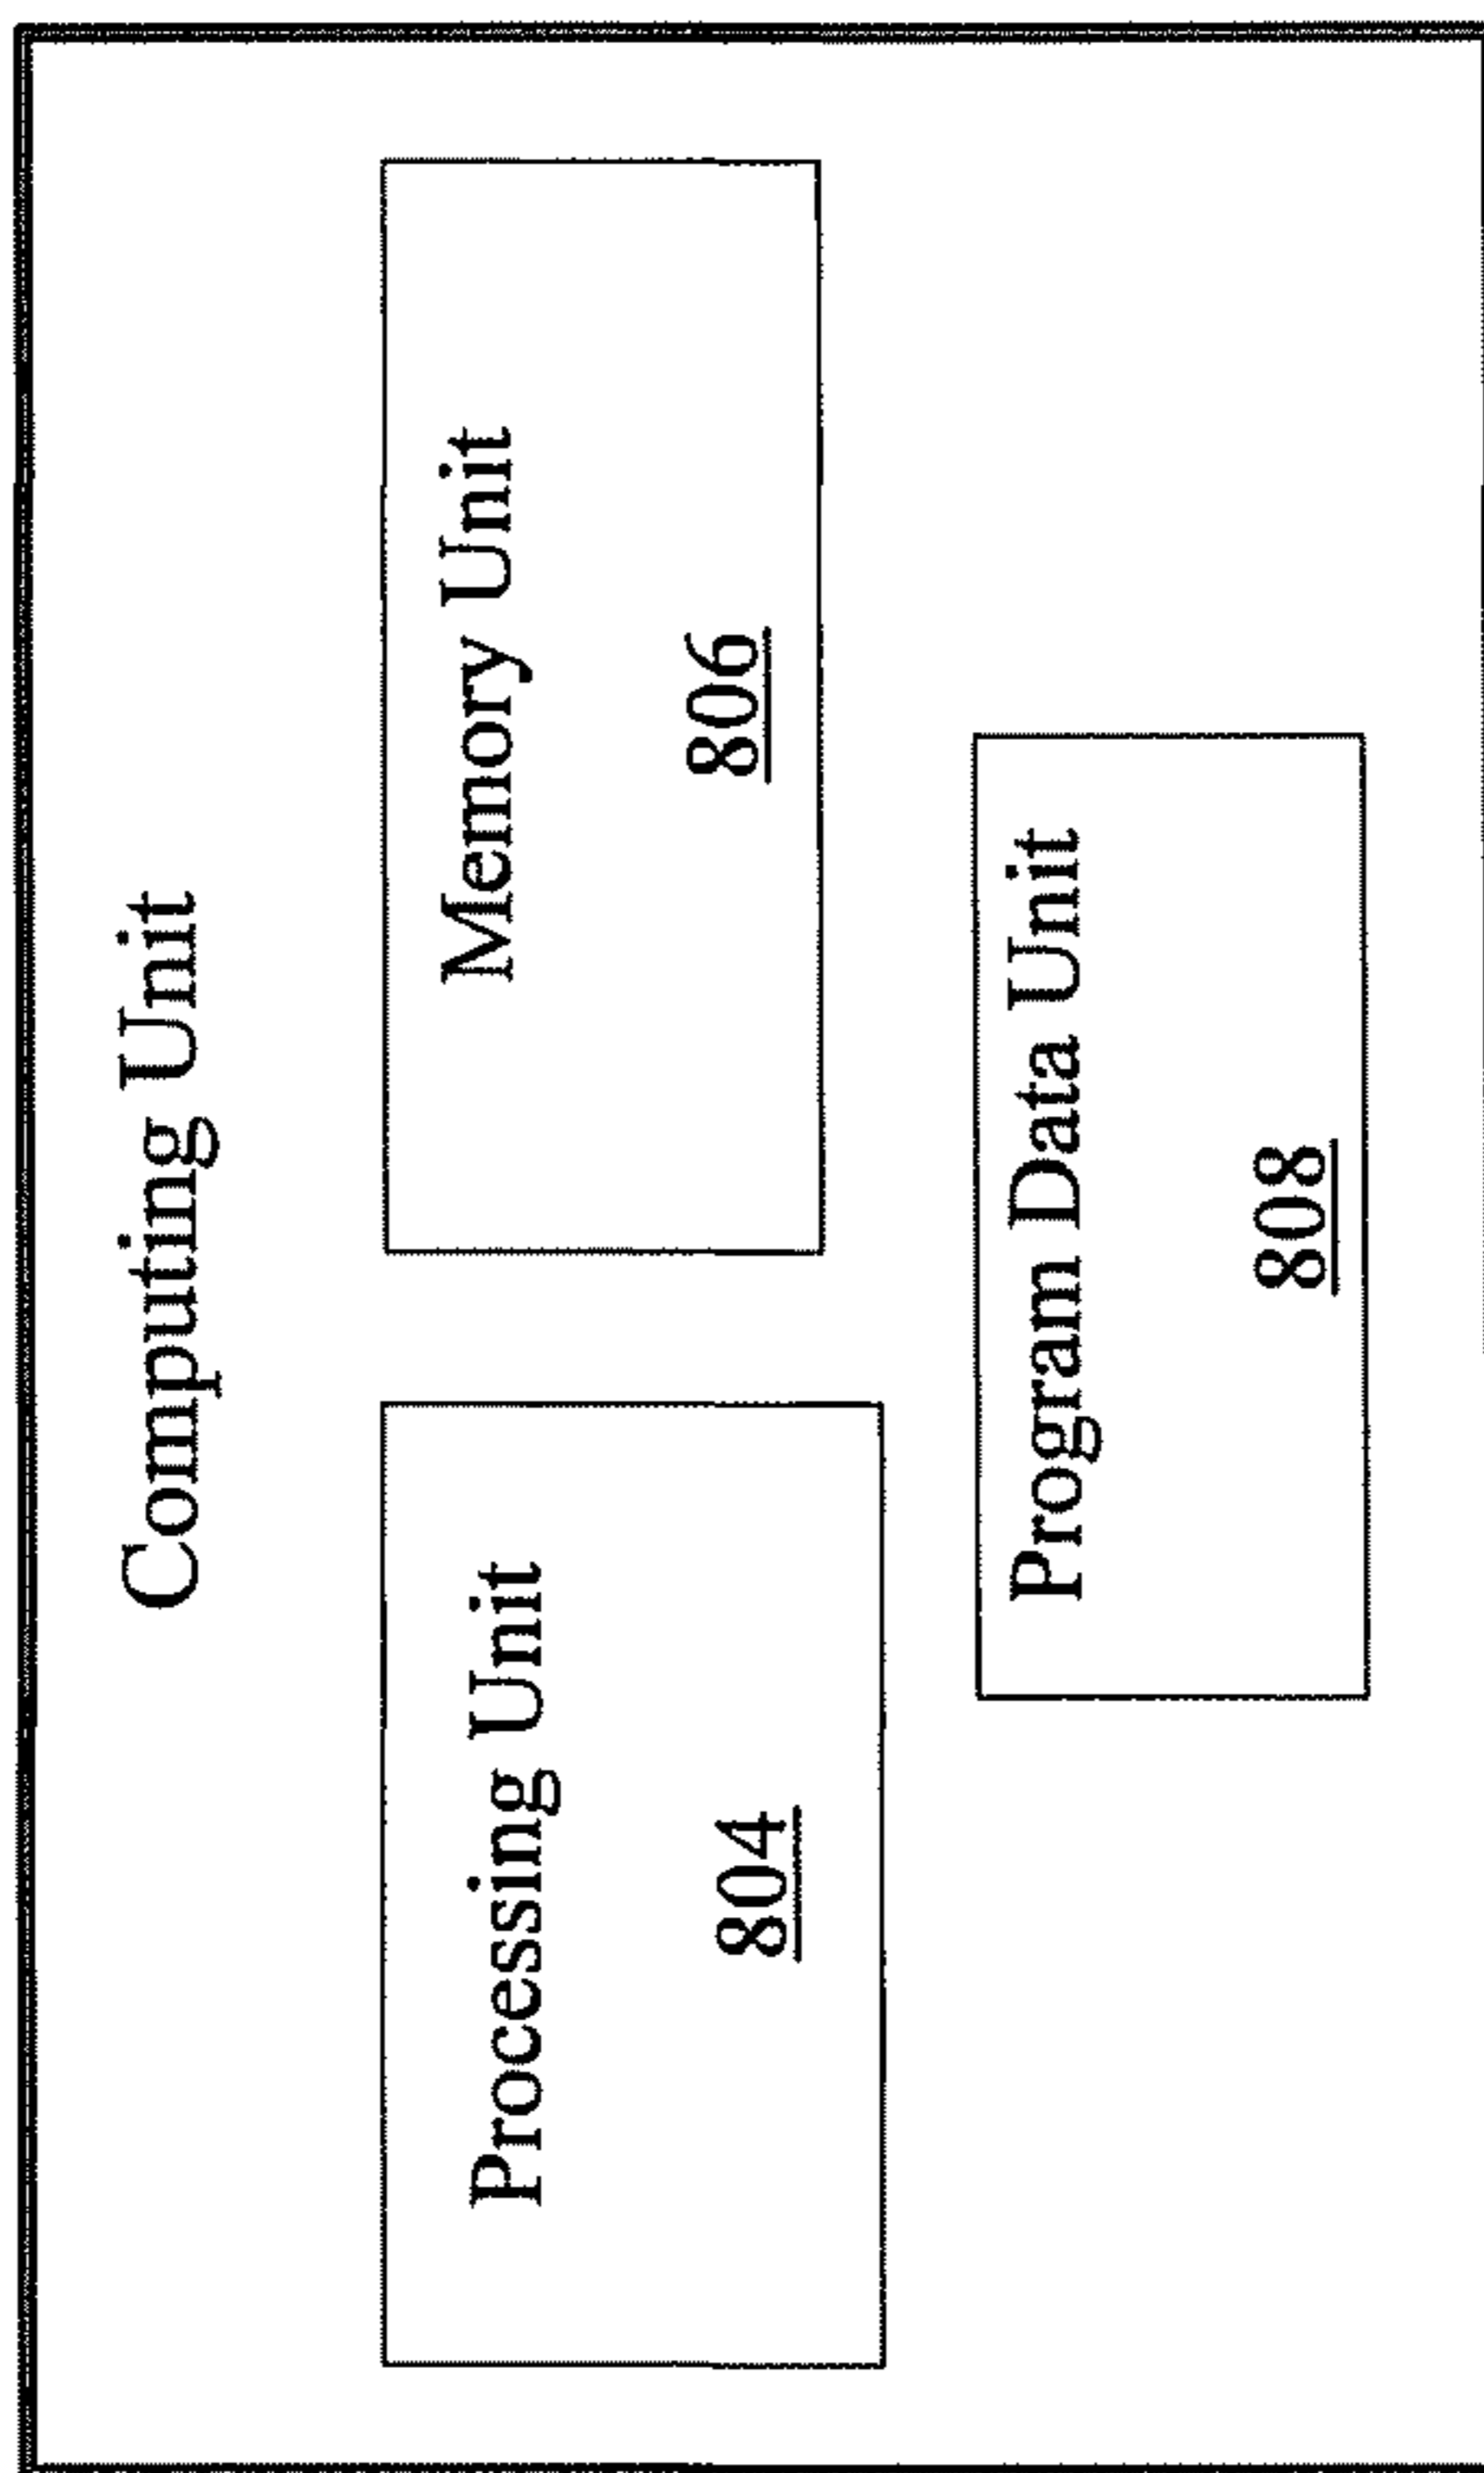 Computing Unit
Processing Unit
804
Memory Unit
806
Program Data Unit
808